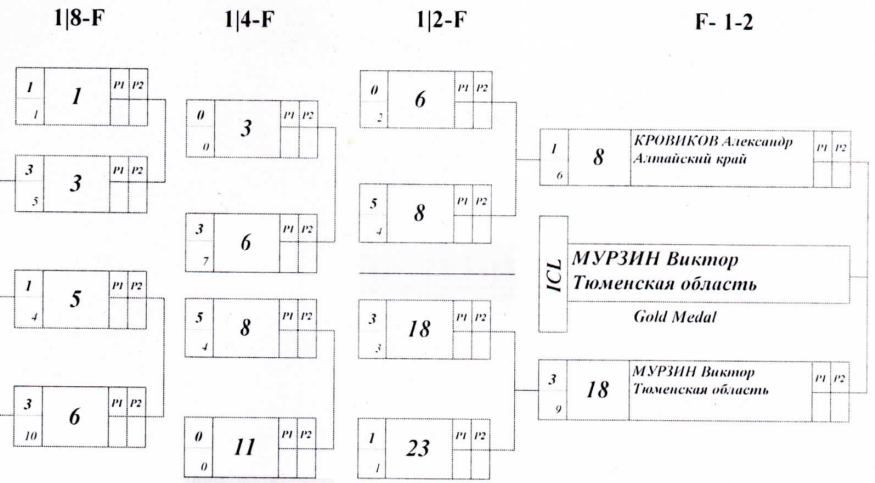 1|8-F
1|4-F
1|2-F
F- 1-2
1 1 P1 P2
1
3 3 P1 P2
5
1 5 P1 P2
4
3 6 P1 P2
10
0 3 P1 P2
0
3 6 P1 P2
7
5 8 P1 P2
4
0 11 P1 P2
0
0 6 P1 P2
2
5 8 P1 P2
4
3 18 P1 P2
3
1 23 P1 P2
1
1 8 КРОВИКОВ Александр P1 P2
6 Алтайский край
ICL
МУРЗИН Виктор
Тюменская область
Gold Medal
3 18 МУРЗИН Виктор P1 P2
9 Тюменская область